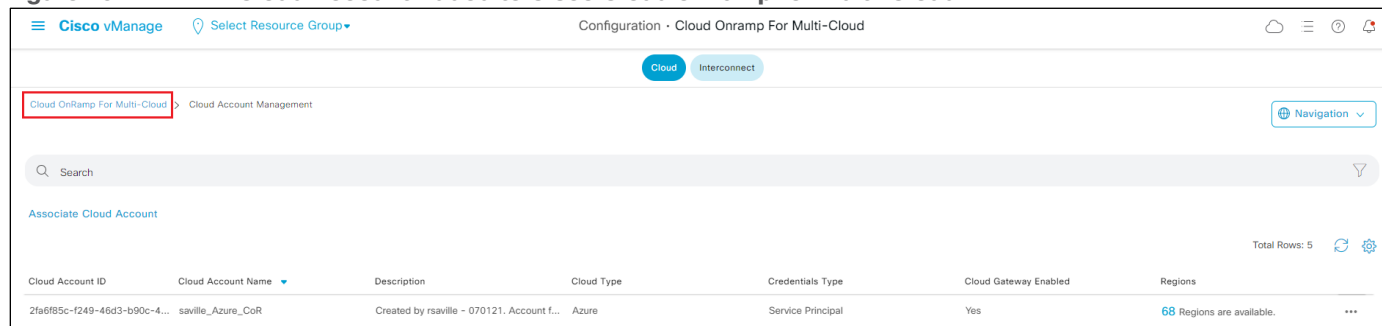 Cisco vManage
Select Resource Group
Configuration · Cloud Onramp For Multi-Cloud
Cloud
Interconnect
Cloud OnRamp For Multi-Cloud > Cloud Account Management
Navigation
Search
Associate Cloud Account
Total Rows: 5
Cloud Account ID Cloud Account Name Description Cloud Type Credentials Type Cloud Gateway Enabled Regions
2fa6f85c-f249-46d3-b90c-4... saville_Azure_CoR Created by rsaville - 070121. Account f... Azure Service Principal Yes 68 Regions are available. ...